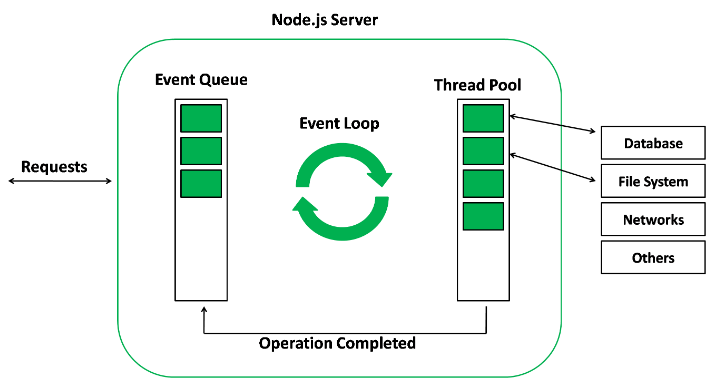 Node.js Server
Event Queue
Thread Pool
Event Loop
Requests
Database
File System
Networks
Others
Operation Completed